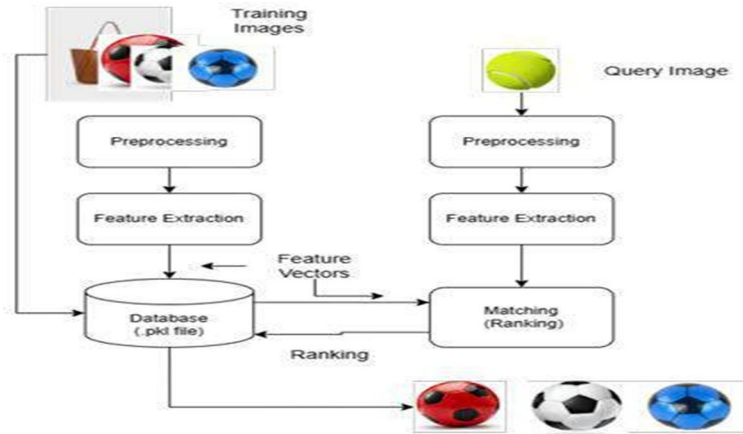 Training
Images
Query Image
Preprocessing
Preprocessing
Feature Extraction
Feature Extraction
Feature
Vectors
Database
(.pkl file)
Matching
(Ranking)
Ranking